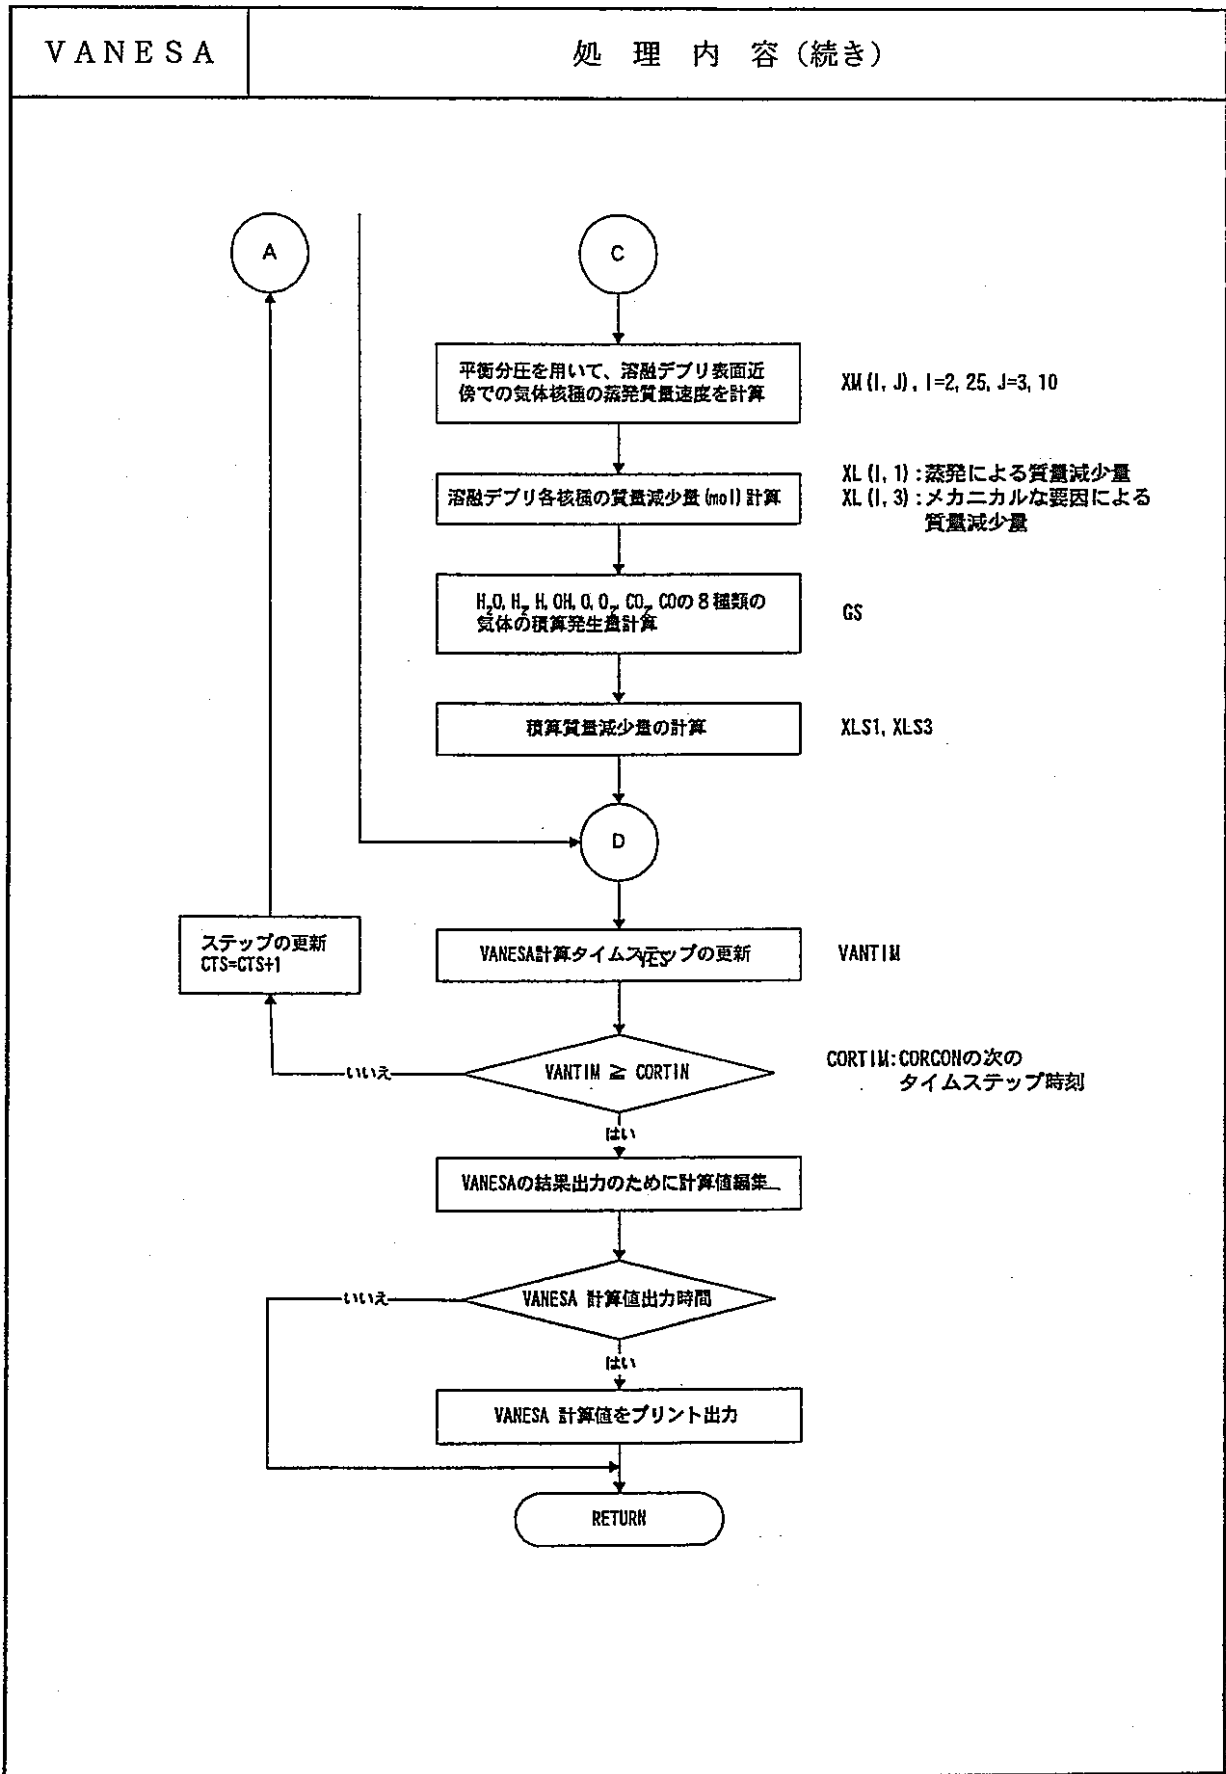 VANESA
処理内容(続き)
A
C
平衡分圧を用いて、溶融デブリ表面近
傍での気体核種の蒸発質量速度を計算
XM(I, J), I=2, 25, J=3, 10
溶融デブリ各核種の質量減少量(mol)計算
XL(I, 1):蒸発による質量減少量
XL(I, 3):メカニカルな要因による
質量減少量
H₂O, H₂, H, OH, O, O₂, CO₂, COの8種類の
気体の積算発生量計算
GS
積算質量減少量の計算
XLS1, XLS3
D
ステップの更新
CTS=CTS+1
VANESA計算タイムステップの更新
YES
VANTIM
いいえ
VANTIM ≧ CORTIN
CORTIM:CORCONの次の
タイムステップ時刻
はい
VANESAの結果出力のために計算値編集
いいえ
VANESA 計算値出力時間
はい
VANESA 計算値をプリント出力
RETURN